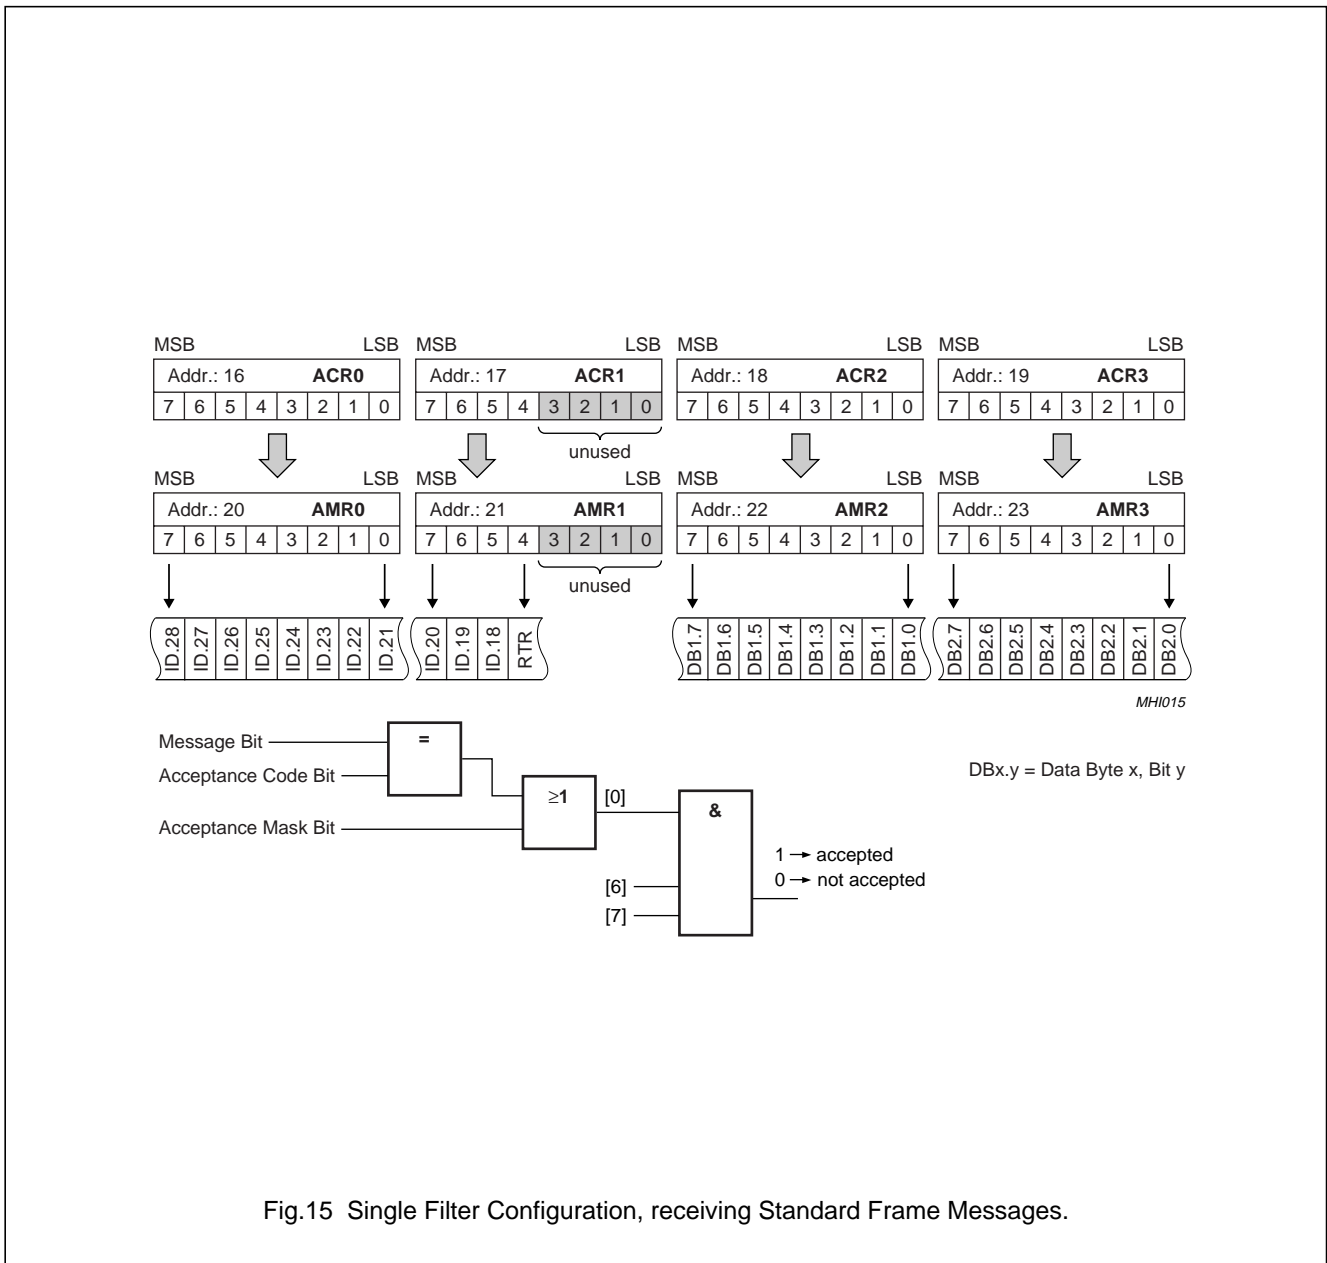 MSB LSB MSB LSB MSB LSB MSB LSB
Addr.: 16 ACR0 Addr.: 17 ACR1 Addr.: 18 ACR2 Addr.: 19 ACR3
7 6 5 4 3 2 1 0 7 6 5 4 3 2 1 0 7 6 5 4 3 2 1 0 7 6 5 4 3 2 1 0
unused
MSB LSB MSB LSB MSB LSB MSB LSB
Addr.: 20 AMR0 Addr.: 21 AMR1 Addr.: 22 AMR2 Addr.: 23 AMR3
7 6 5 4 3 2 1 0 7 6 5 4 3 2 1 0 7 6 5 4 3 2 1 0 7 6 5 4 3 2 1 0
unused
ID.28 ID.27 ID.26 ID.25 ID.24 ID.23 ID.22 ID.21 ID.20 ID.19 ID.18 RTR DB1.7 DB1.6 DB1.5 DB1.4 DB1.3 DB1.2 DB1.1 DB1.0 DB2.7 DB2.6 DB2.5 DB2.4 DB2.3 DB2.2 DB2.1 DB2.0
MHI015
Message Bit =
Acceptance Code Bit DBx.y = Data Byte x, Bit y
≥1 [0] &
Acceptance Mask Bit
1 → accepted
0 → not accepted
[6]
[7]
Fig.15 Single Filter Configuration, receiving Standard Frame Messages.